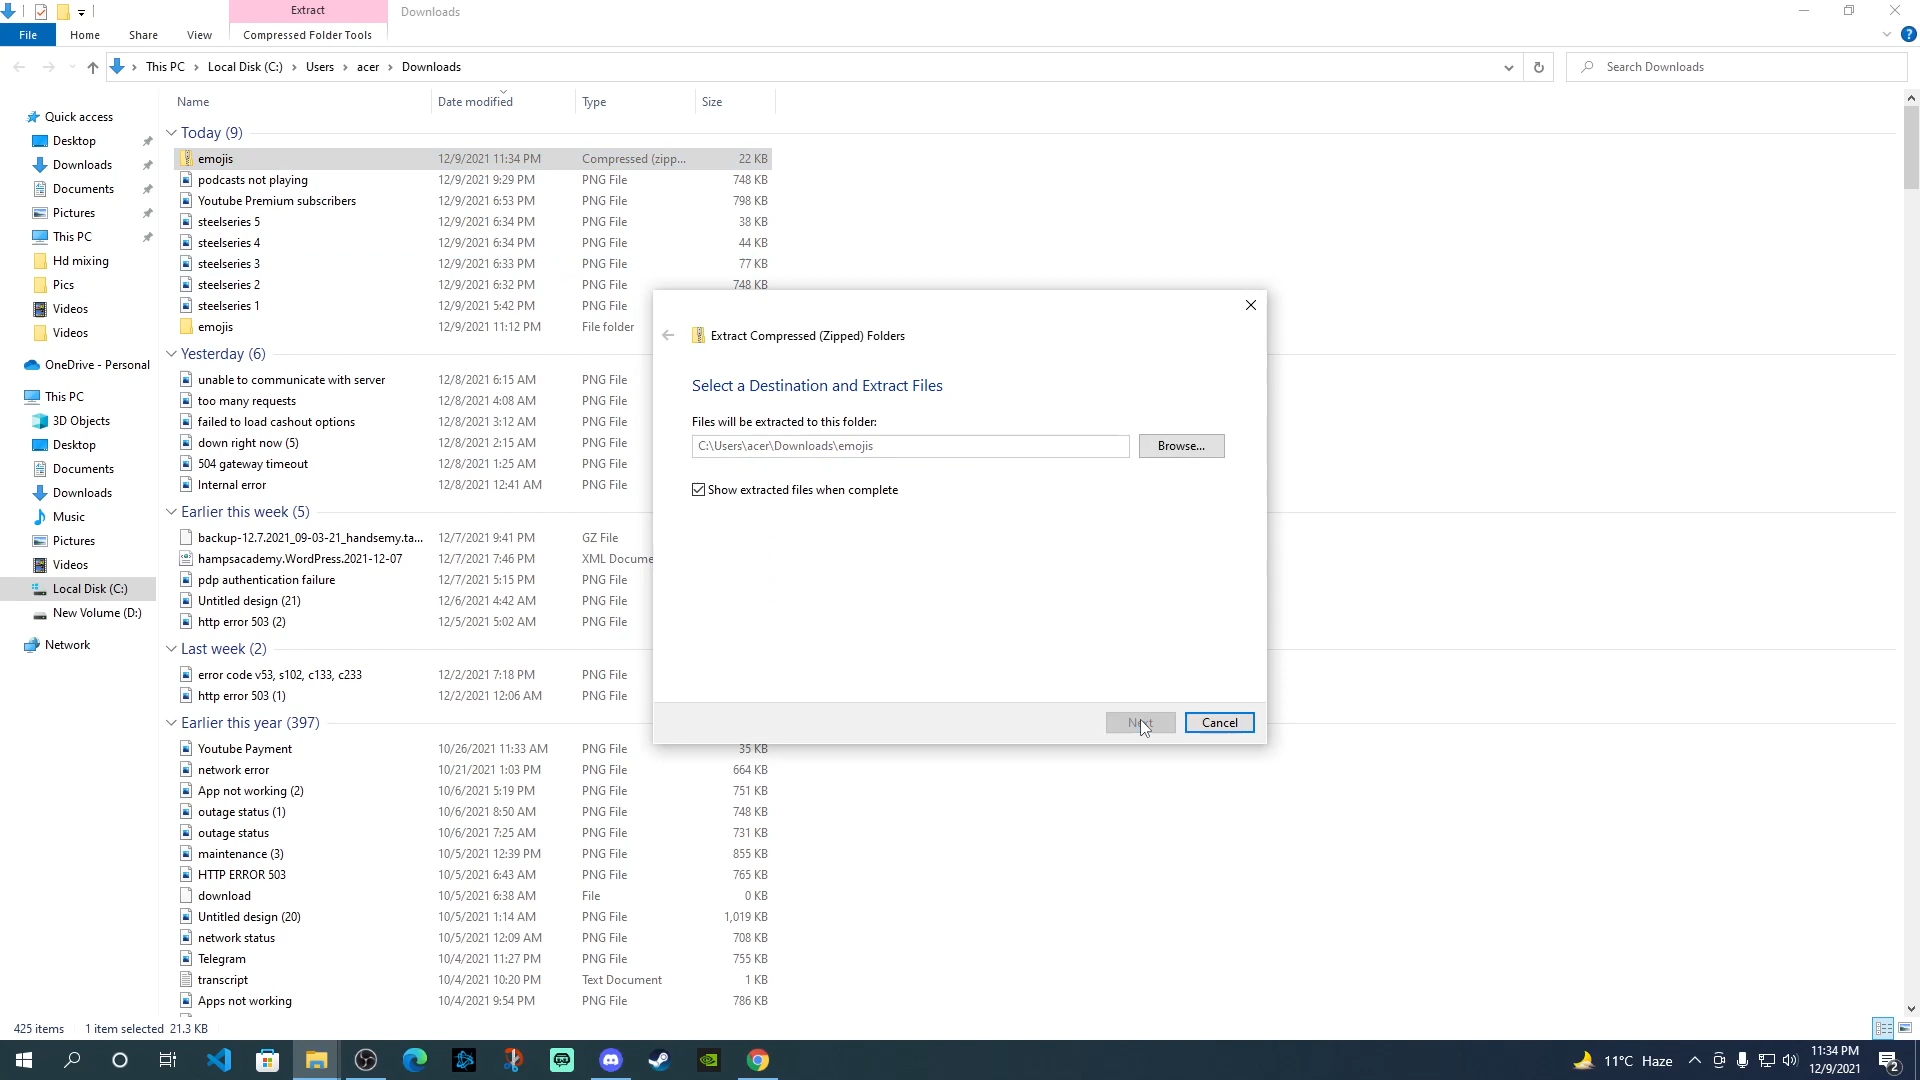 Extract
Downloads
File
Home
Share
View
Compressed Folder Tools
This PC
Local Disk (C:)
Users
acer
Downloads
Search Downloads
Name
Date modified
Type
Size
Quick access
Desktop
Downloads
Documents
Pictures
This PC
Hd mixing
Pics
Videos
Videos
OneDrive - Personal
This PC
3D Objects
Desktop
Documents
Downloads
Music
Pictures
Videos
Local Disk (C:)
New Volume (D:)
Network
Today (9)
emojis 12/9/2021 11:34 PM Compressed (zipp... 22 KB
podcasts not playing 12/9/2021 9:29 PM PNG File 748 KB
Youtube Premium subscribers 12/9/2021 6:53 PM PNG File 798 KB
steelseries 5 12/9/2021 6:34 PM PNG File 38 KB
steelseries 4 12/9/2021 6:34 PM PNG File 44 KB
steelseries 3 12/9/2021 6:33 PM PNG File 77 KB
steelseries 2 12/9/2021 6:32 PM PNG File 748 KB
steelseries 1 12/9/2021 5:42 PM PNG File
emojis 12/9/2021 11:12 PM File folder
Yesterday (6)
unable to communicate with server 12/8/2021 6:15 AM PNG File
too many requests 12/8/2021 4:08 AM PNG File
failed to load cashout options 12/8/2021 3:12 AM PNG File
down right now (5) 12/8/2021 2:15 AM PNG File
504 gateway timeout 12/8/2021 1:25 AM PNG File
Internal error 12/8/2021 12:41 AM PNG File
Earlier this week (5)
backup-12.7.2021_09-03-21_handsemy.ta... 12/7/2021 9:41 PM GZ File
hampsacademy.WordPress.2021-12-07 12/7/2021 7:46 PM XML Docume
pdp authentication failure 12/7/2021 5:15 PM PNG File
Untitled design (21) 12/6/2021 4:42 AM PNG File
http error 503 (2) 12/5/2021 5:02 AM PNG File
Last week (2)
error code v53, s102, c133, c233 12/2/2021 7:18 PM PNG File
http error 503 (1) 12/2/2021 12:06 AM PNG File
Earlier this year (397)
Youtube Payment 10/26/2021 11:33 AM PNG File 35 KB
network error 10/21/2021 1:03 PM PNG File 664 KB
App not working (2) 10/6/2021 5:19 PM PNG File 751 KB
outage status (1) 10/6/2021 8:50 AM PNG File 748 KB
outage status 10/6/2021 7:25 AM PNG File 731 KB
maintenance (3) 10/5/2021 12:39 PM PNG File 855 KB
HTTP ERROR 503 10/5/2021 6:43 AM PNG File 765 KB
download 10/5/2021 6:38 AM File 0 KB
Untitled design (20) 10/5/2021 1:14 AM PNG File 1,019 KB
network status 10/5/2021 12:09 AM PNG File 708 KB
Telegram 10/4/2021 11:27 PM PNG File 755 KB
transcript 10/4/2021 10:20 PM Text Document 1 KB
Apps not working 10/4/2021 9:54 PM PNG File 786 KB
Extract Compressed (Zipped) Folders
Select a Destination and Extract Files
Files will be extracted to this folder:
C:\Users\acer\Downloads\emojis
Browse...
Show extracted files when complete
Next
Cancel
425 items 1 item selected 21.3 KB
11°C Haze
11:34 PM
12/9/2021
2